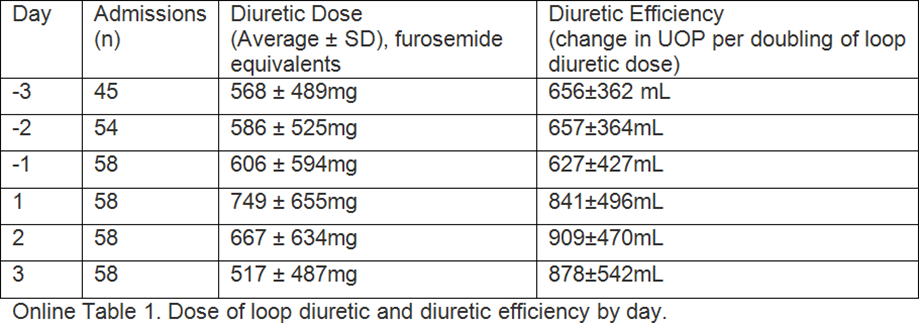 Day Admissions (n) Diuretic Dose (Average ± SD), furosemide equivalents Diuretic Efficiency (change in UOP per doubling of loop diuretic dose)
-3 45 568 ± 489mg 656±362 mL
-2 54 586 ± 525mg 657±364mL
-1 58 606 ± 594mg 627±427mL
1 58 749 ± 655mg 841±496mL
2 58 667 ± 634mg 909±470mL
3 58 517 ± 487mg 878±542mL
Online Table 1. Dose of loop diuretic and diuretic efficiency by day.